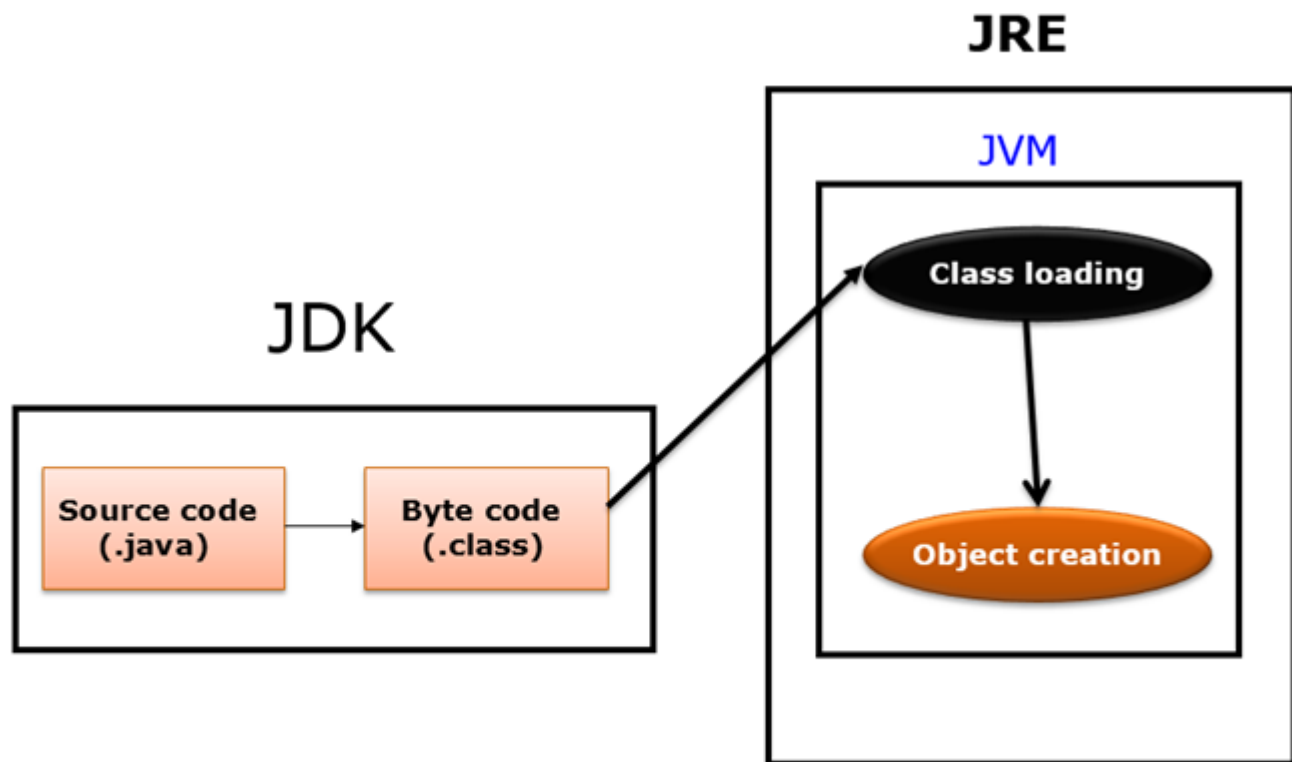 JRE
JVM
Class loading
JDK
Source code
(.java)
Byte code
(.class)
Object creation